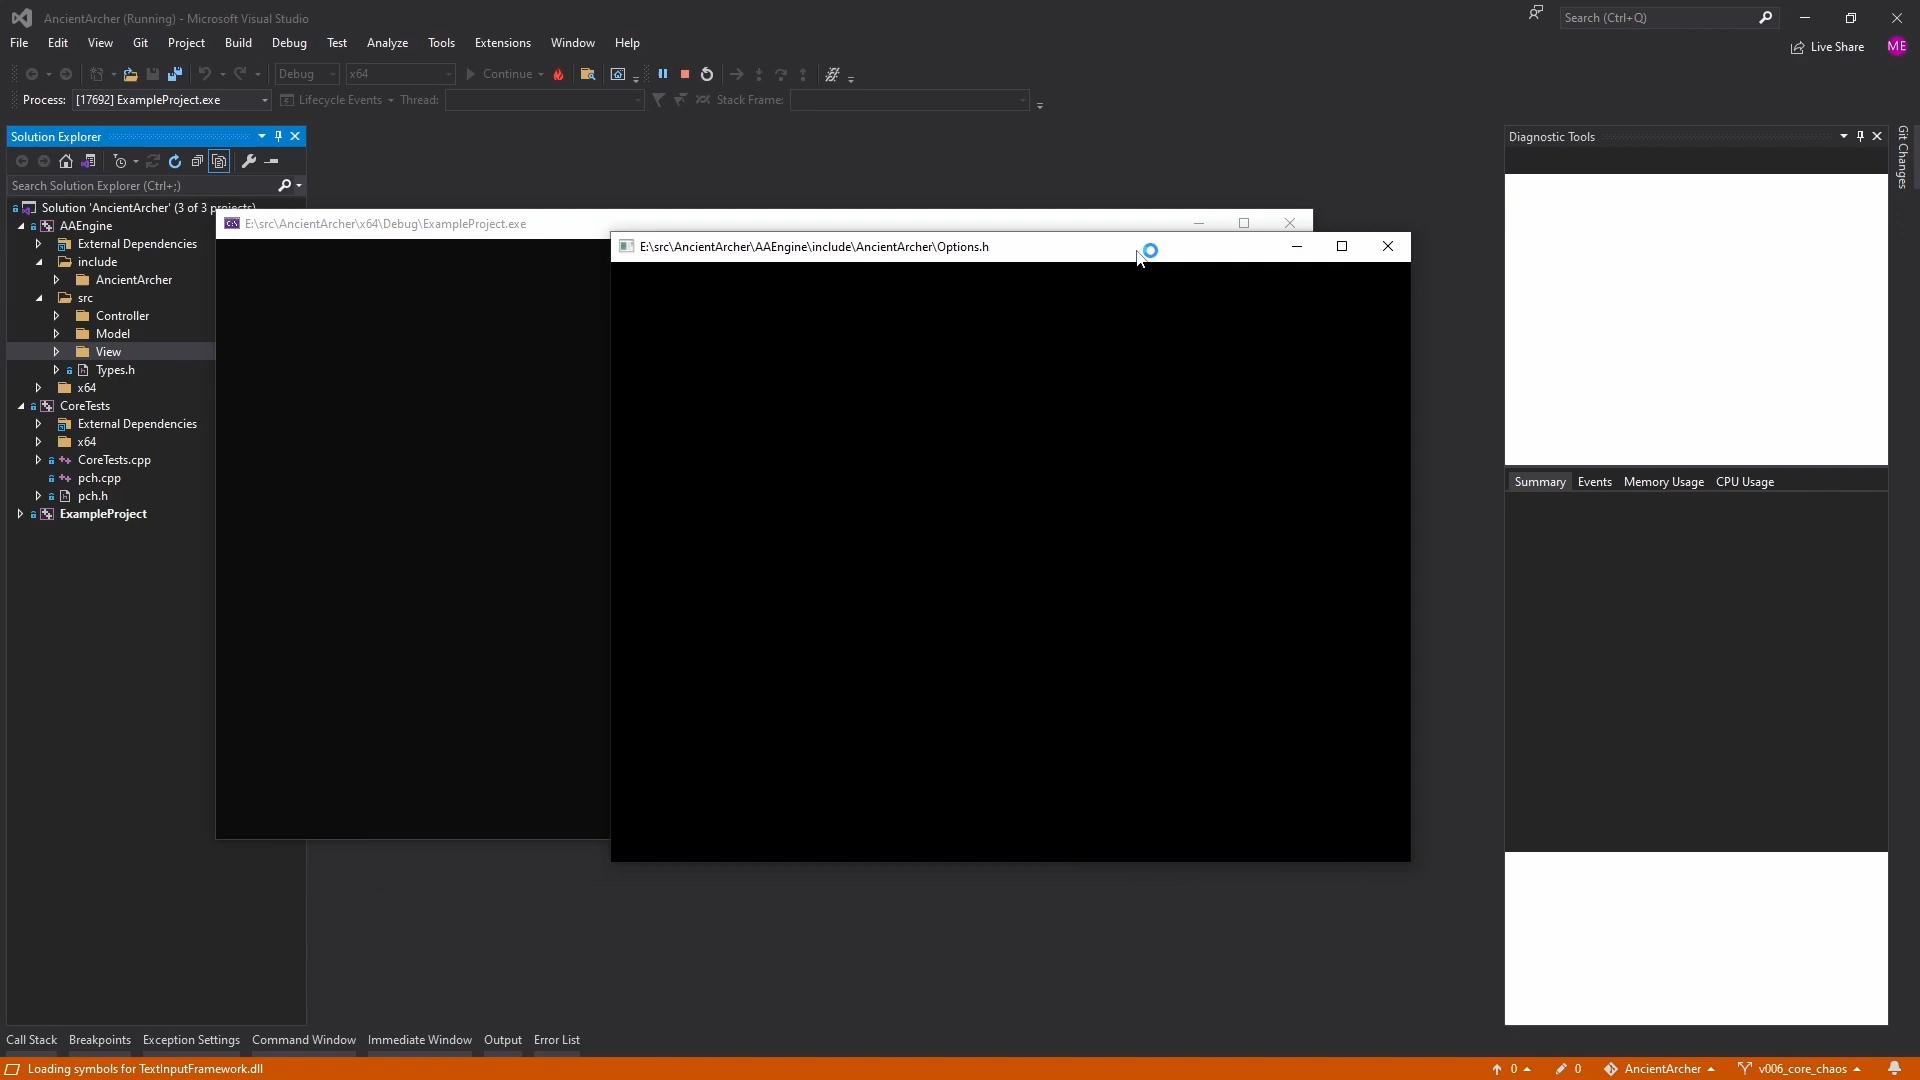 AncientArcher (Running) - Microsoft Visual Studio
Search (Ctrl+Q)
File Edit View Git Project Build Debug Test Analyze Tools Extensions Window Help
Live Share
ME
Debug
x64
Continue
Process: [17692] ExampleProject.exe
Lifecycle Events
Thread:
Stack Frame:
Solution Explorer
Search Solution Explorer (Ctrl+;)
Solution 'AncientArcher' (3 of 3 projects)
AAEngine
External Dependencies
include
AncientArcher
src
Controller
Model
View
Types.h
x64
CoreTests
External Dependencies
x64
CoreTests.cpp
pch.cpp
pch.h
ExampleProject
E:\src\AncientArcher\x64\Debug\ExampleProject.exe
E:\src\AncientArcher\AAEngine\include\AncientArcher\Options.h
Diagnostic Tools
Summary Events Memory Usage CPU Usage
Git Changes
Call Stack Breakpoints Exception Settings Command Window Immediate Window Output Error List
Loading symbols for TextInputFramework.dll
0
0
AncientArcher
v006_core_chaos